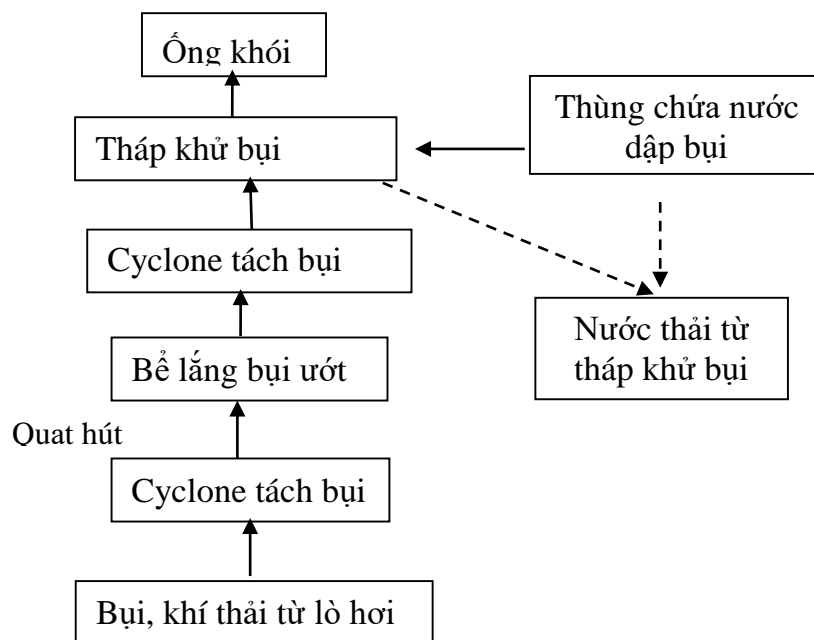 Ống khói
Thùng chứa nước
dập bụi
Tháp khử bụi
Cyclone tách bụi
Nước thải từ
tháp khử bụi
Bể lắng bụi ướt
Quat hút
Cyclone tách bụi
Bụi, khí thải từ lò hơi